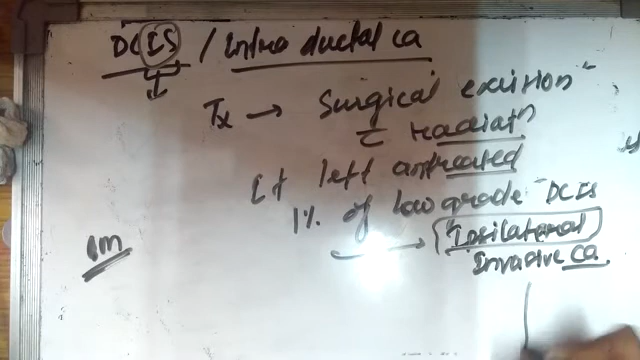 DCIS / Intra ductal ca
Tx → Surgical excision
c̄ radiatⁿ
If left untreated
1% of low grade DCIS
→ "Ipsilateral
Invasive ca